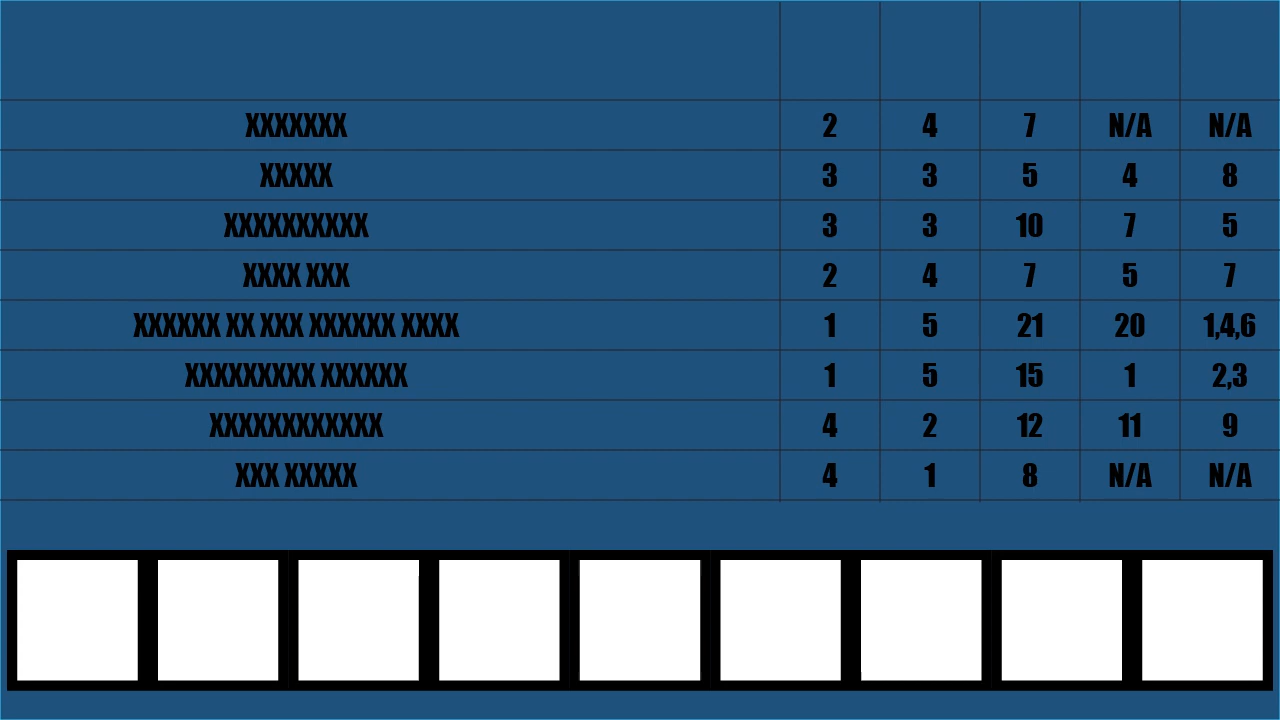 XXXXXXX 2 4 7 N/A N/A
XXXXX 3 3 5 4 8
XXXXXXXXXX 3 3 10 7 5
XXXX XXX 2 4 7 5 7
XXXXXX XX XXX XXXXXX XXXX 1 5 21 20 1,4,6
XXXXXXXXX XXXXXX 1 5 15 1 2,3
XXXXXXXXXXXX 4 2 12 11 9
XXX XXXXX 4 1 8 N/A N/A